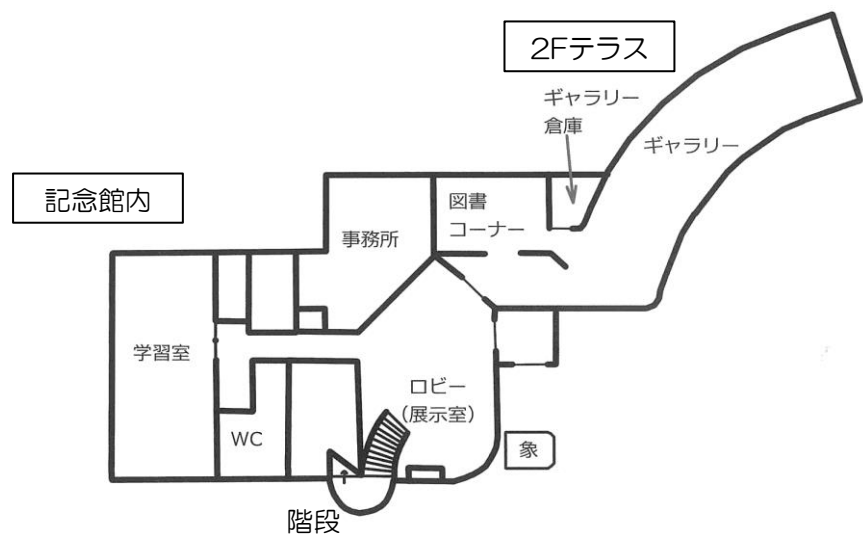 2Fテラス
ギャラリー
倉庫
ギャラリー
記念館内
図書
コーナー
事務所
学習室
ロビー
（展示室）
WC
象
階段